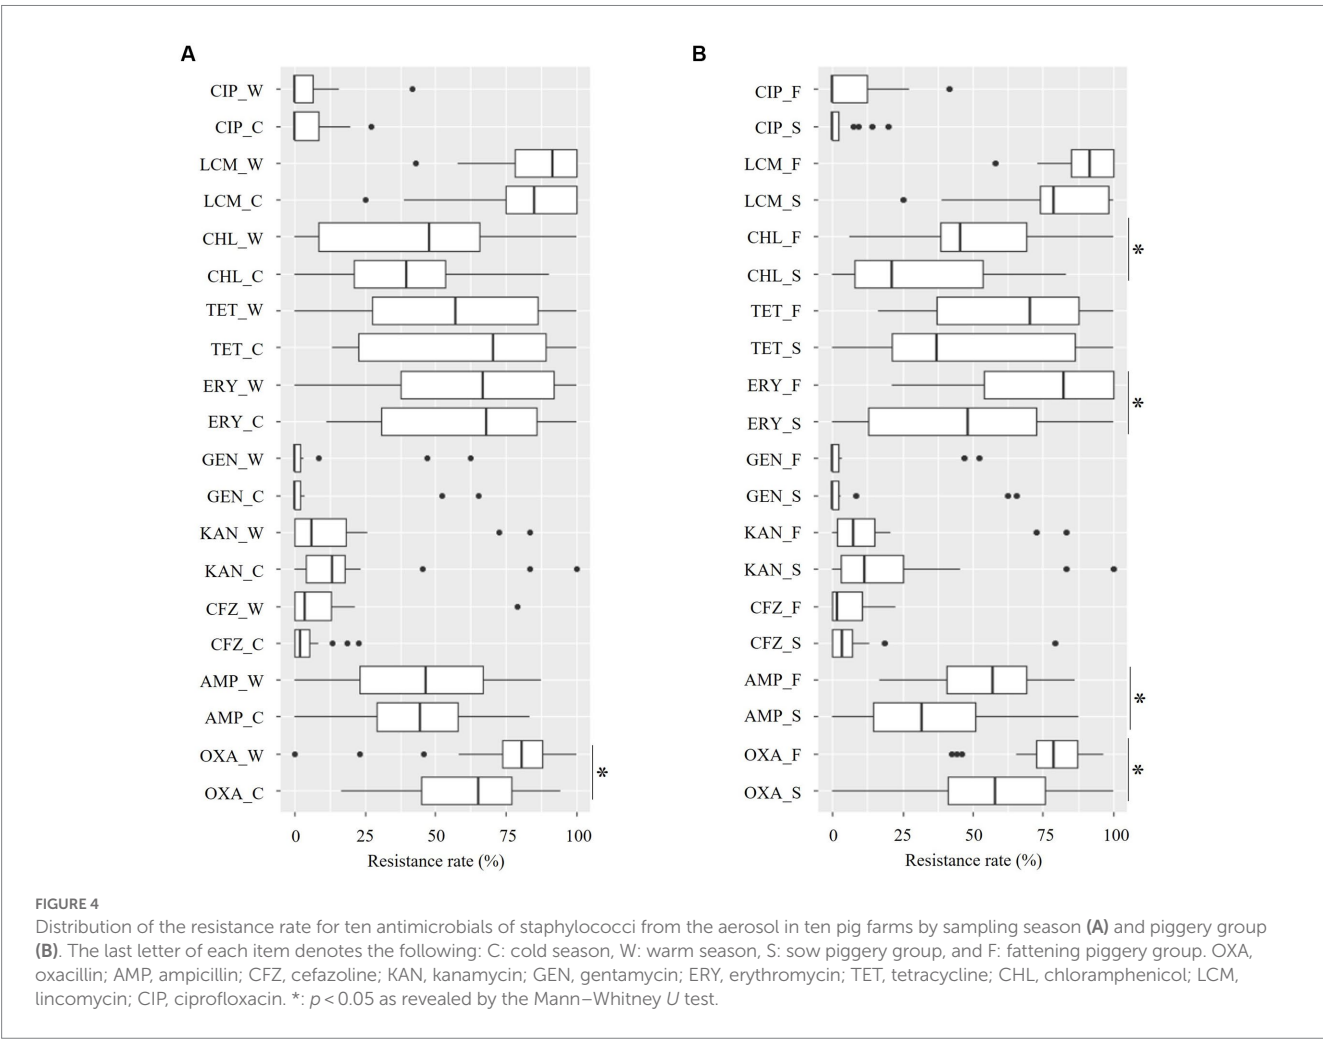 A
CIP_W
CIP_C
LCM_W
LCM_C
CHL_W
CHL_C
TET_W
TET_C
ERY_W
ERY_C
GEN_W
GEN_C
KAN_W
KAN_C
CFZ_W
CFZ_C
AMP_W
AMP_C
OXA_W
OXA_C
*
0 25 50 75 100
Resistance rate (%)
B
CIP_F
CIP_S
LCM_F
LCM_S
CHL_F
CHL_S
*
TET_F
TET_S
ERY_F
ERY_S
*
GEN_F
GEN_S
KAN_F
KAN_S
CFZ_F
CFZ_S
AMP_F
AMP_S
*
OXA_F
OXA_S
*
0 25 50 75 100
Resistance rate (%)
FIGURE 4
Distribution of the resistance rate for ten antimicrobials of staphylococci from the aerosol in ten pig farms by sampling season (A) and piggery group
(B). The last letter of each item denotes the following: C: cold season, W: warm season, S: sow piggery group, and F: fattening piggery group. OXA,
oxacillin; AMP, ampicillin; CFZ, cefazoline; KAN, kanamycin; GEN, gentamycin; ERY, erythromycin; TET, tetracycline; CHL, chloramphenicol; LCM,
lincomycin; CIP, ciprofloxacin. *: p < 0.05 as revealed by the Mann–Whitney U test.